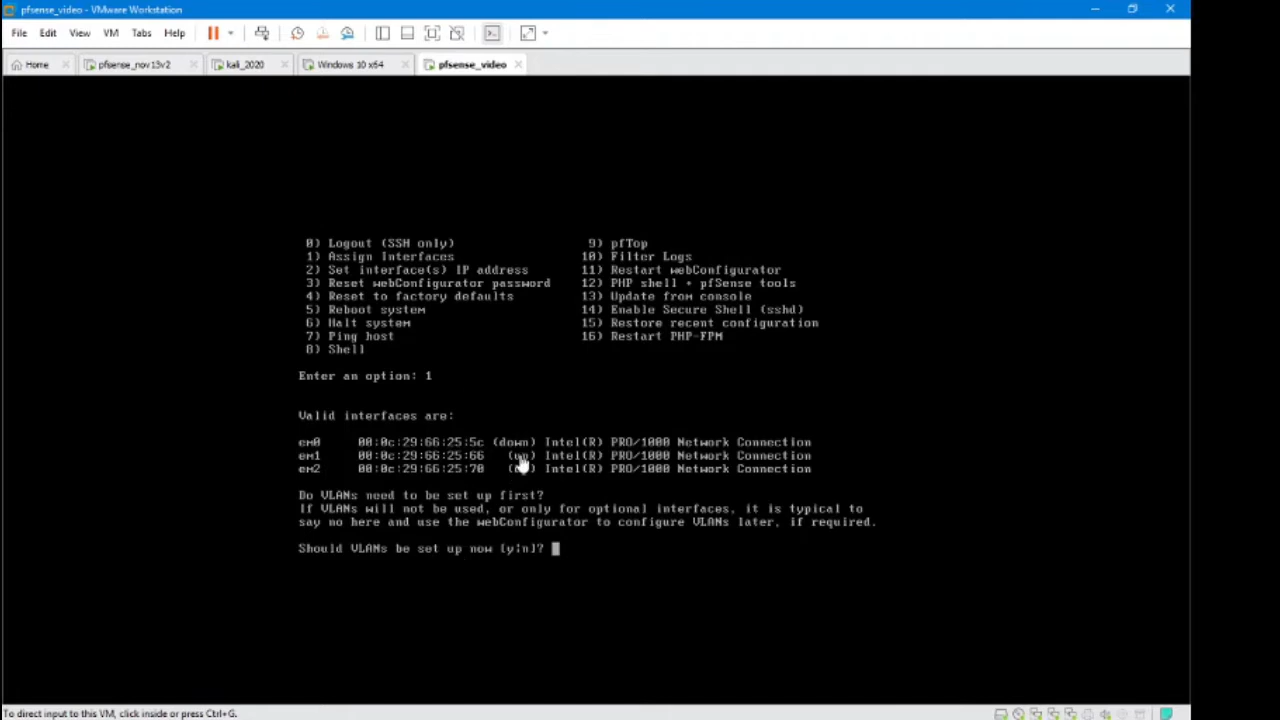 pfsense_video - VMware Workstation
File Edit View VM Tabs Help
Home pfsense_nov13v2 kali_2020 Windows 10 x64 pfsense_video
0) Logout (SSH only) 9) pfTop
1) Assign Interfaces 10) Filter Logs
2) Set interface(s) IP address 11) Restart webConfigurator
3) Reset webConfigurator password 12) PHP shell + pfSense tools
4) Reset to factory defaults 13) Update from console
5) Reboot system 14) Enable Secure Shell (sshd)
6) Halt system 15) Restore recent configuration
7) Ping host 16) Restart PHP-FPM
8) Shell
Enter an option: 1
Valid interfaces are:
em0 00:0c:29:66:25:5c (down) Intel(R) PRO/1000 Network Connection
em1 00:0c:29:66:25:66 (up) Intel(R) PRO/1000 Network Connection
em2 00:0c:29:66:25:70 Intel(R) PRO/1000 Network Connection
Do VLANs need to be set up first?
If VLANs will not be used, or only for optional interfaces, it is typical to
say no here and use the webConfigurator to configure VLANs later, if required.
Should VLANs be set up now [y|n]?
To direct input to this VM, click inside or press Ctrl+G.